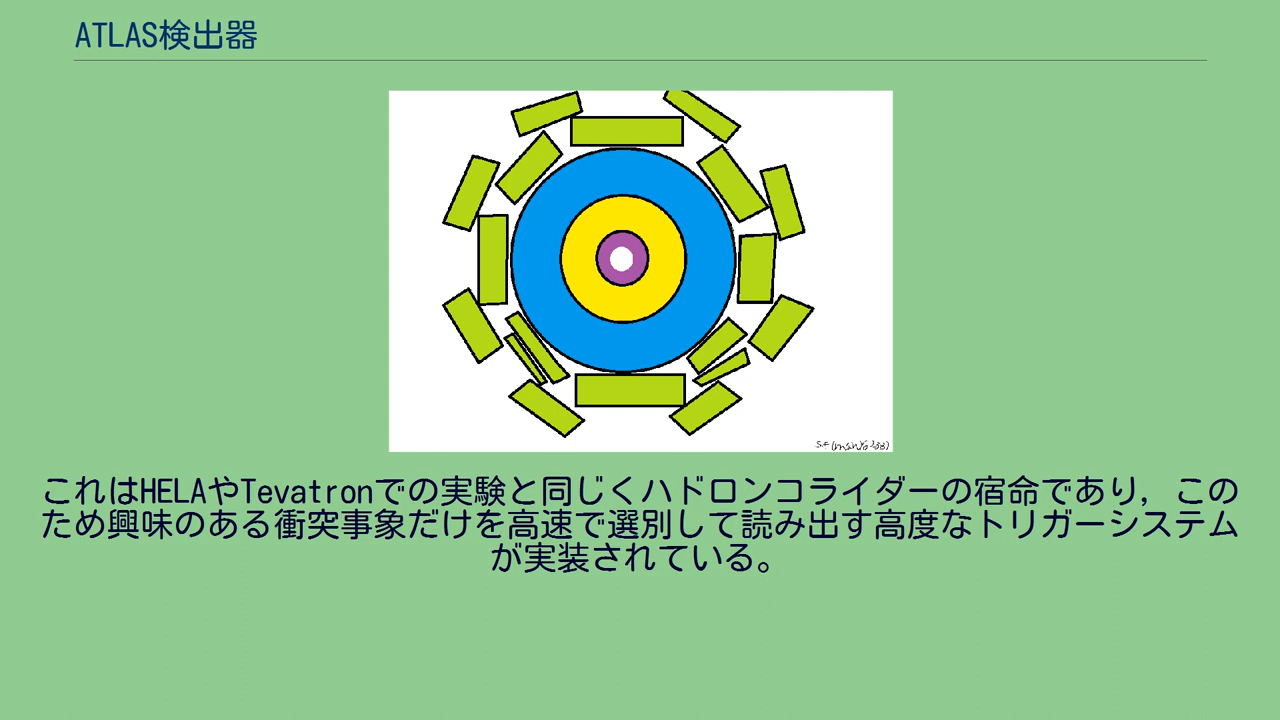 ATLAS検出器
これはHELAやTevatronでの実験と同じくハドロンコライダーの宿命であり，この
ため興味のある衝突事象だけを高速で選別して読み出す高度なトリガーシステム
が実装されている。